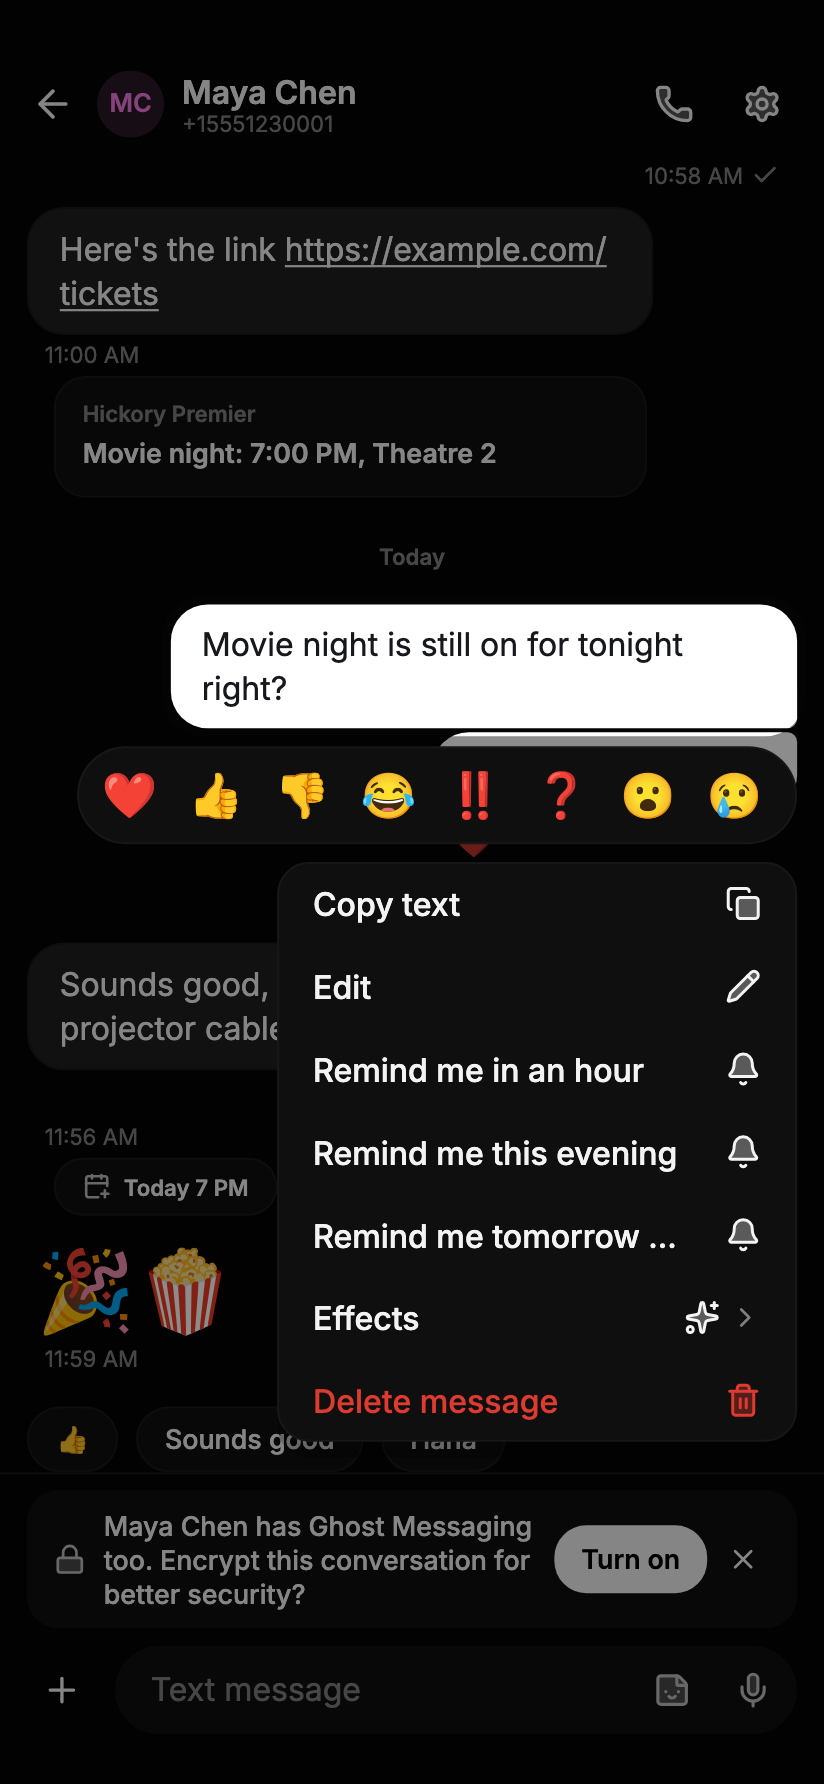 MC
Maya Chen
+15551230001
10:58 AM
Here's the link https://example.com/
tickets
11:00 AM
Hickory Premier
Movie night: 7:00 PM, Theatre 2
Today
Movie night is still on for tonight
right?
Copy text
Sounds good,
projector cable
Edit
Remind me in an hour
11:56 AM
Remind me this evening
Today 7 PM
Remind me tomorrow ...
Effects
11:59 AM
Delete message
Sounds good
Maya Chen has Ghost Messaging
too. Encrypt this conversation for
better security?
Turn on
Text message